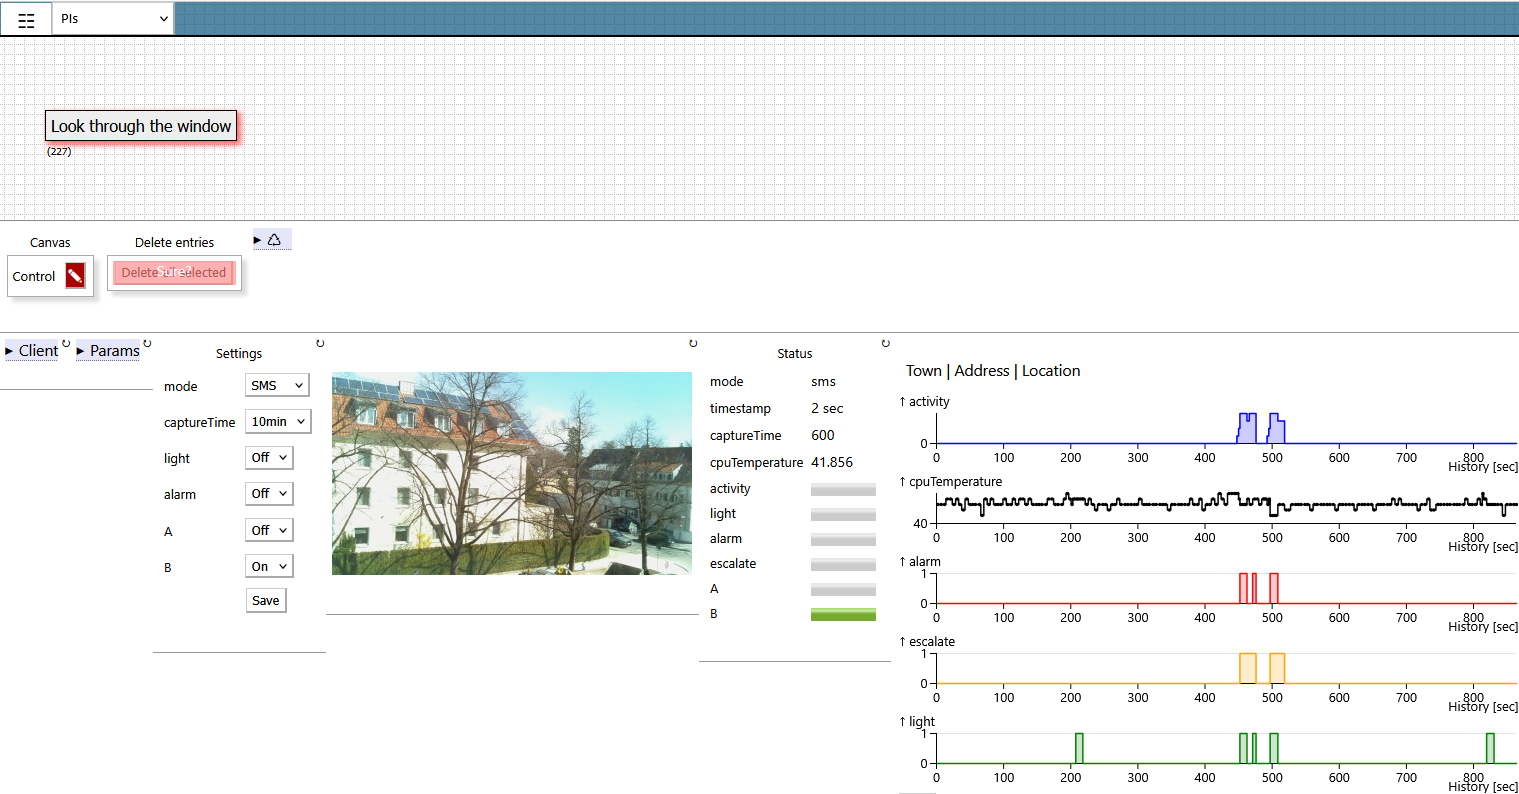 PIs
Look through the window
(227)
Canvas
Delete entries
Control
Sure?
Client
Params
Settings
mode SMS
captureTime 10min
light Off
alarm Off
A Off
B On
Save
Status
mode sms
timestamp 2 sec
captureTime 600
cpuTemperature 41.856
activity
light
alarm
escalate
A
B
Town | Address | Location
↑ activity
0
0 100 200 300 400 500 600 700 800
History [sec]
↑ cpuTemperature
40
0 100 200 300 400 500 600 700 800
History [sec]
↑ alarm
1
0
0 100 200 300 400 500 600 700 800
History [sec]
↑ escalate
1
0
0 100 200 300 400 500 600 700 800
History [sec]
↑ light
1
0
0 100 200 300 400 500 600 700 800
History [sec]